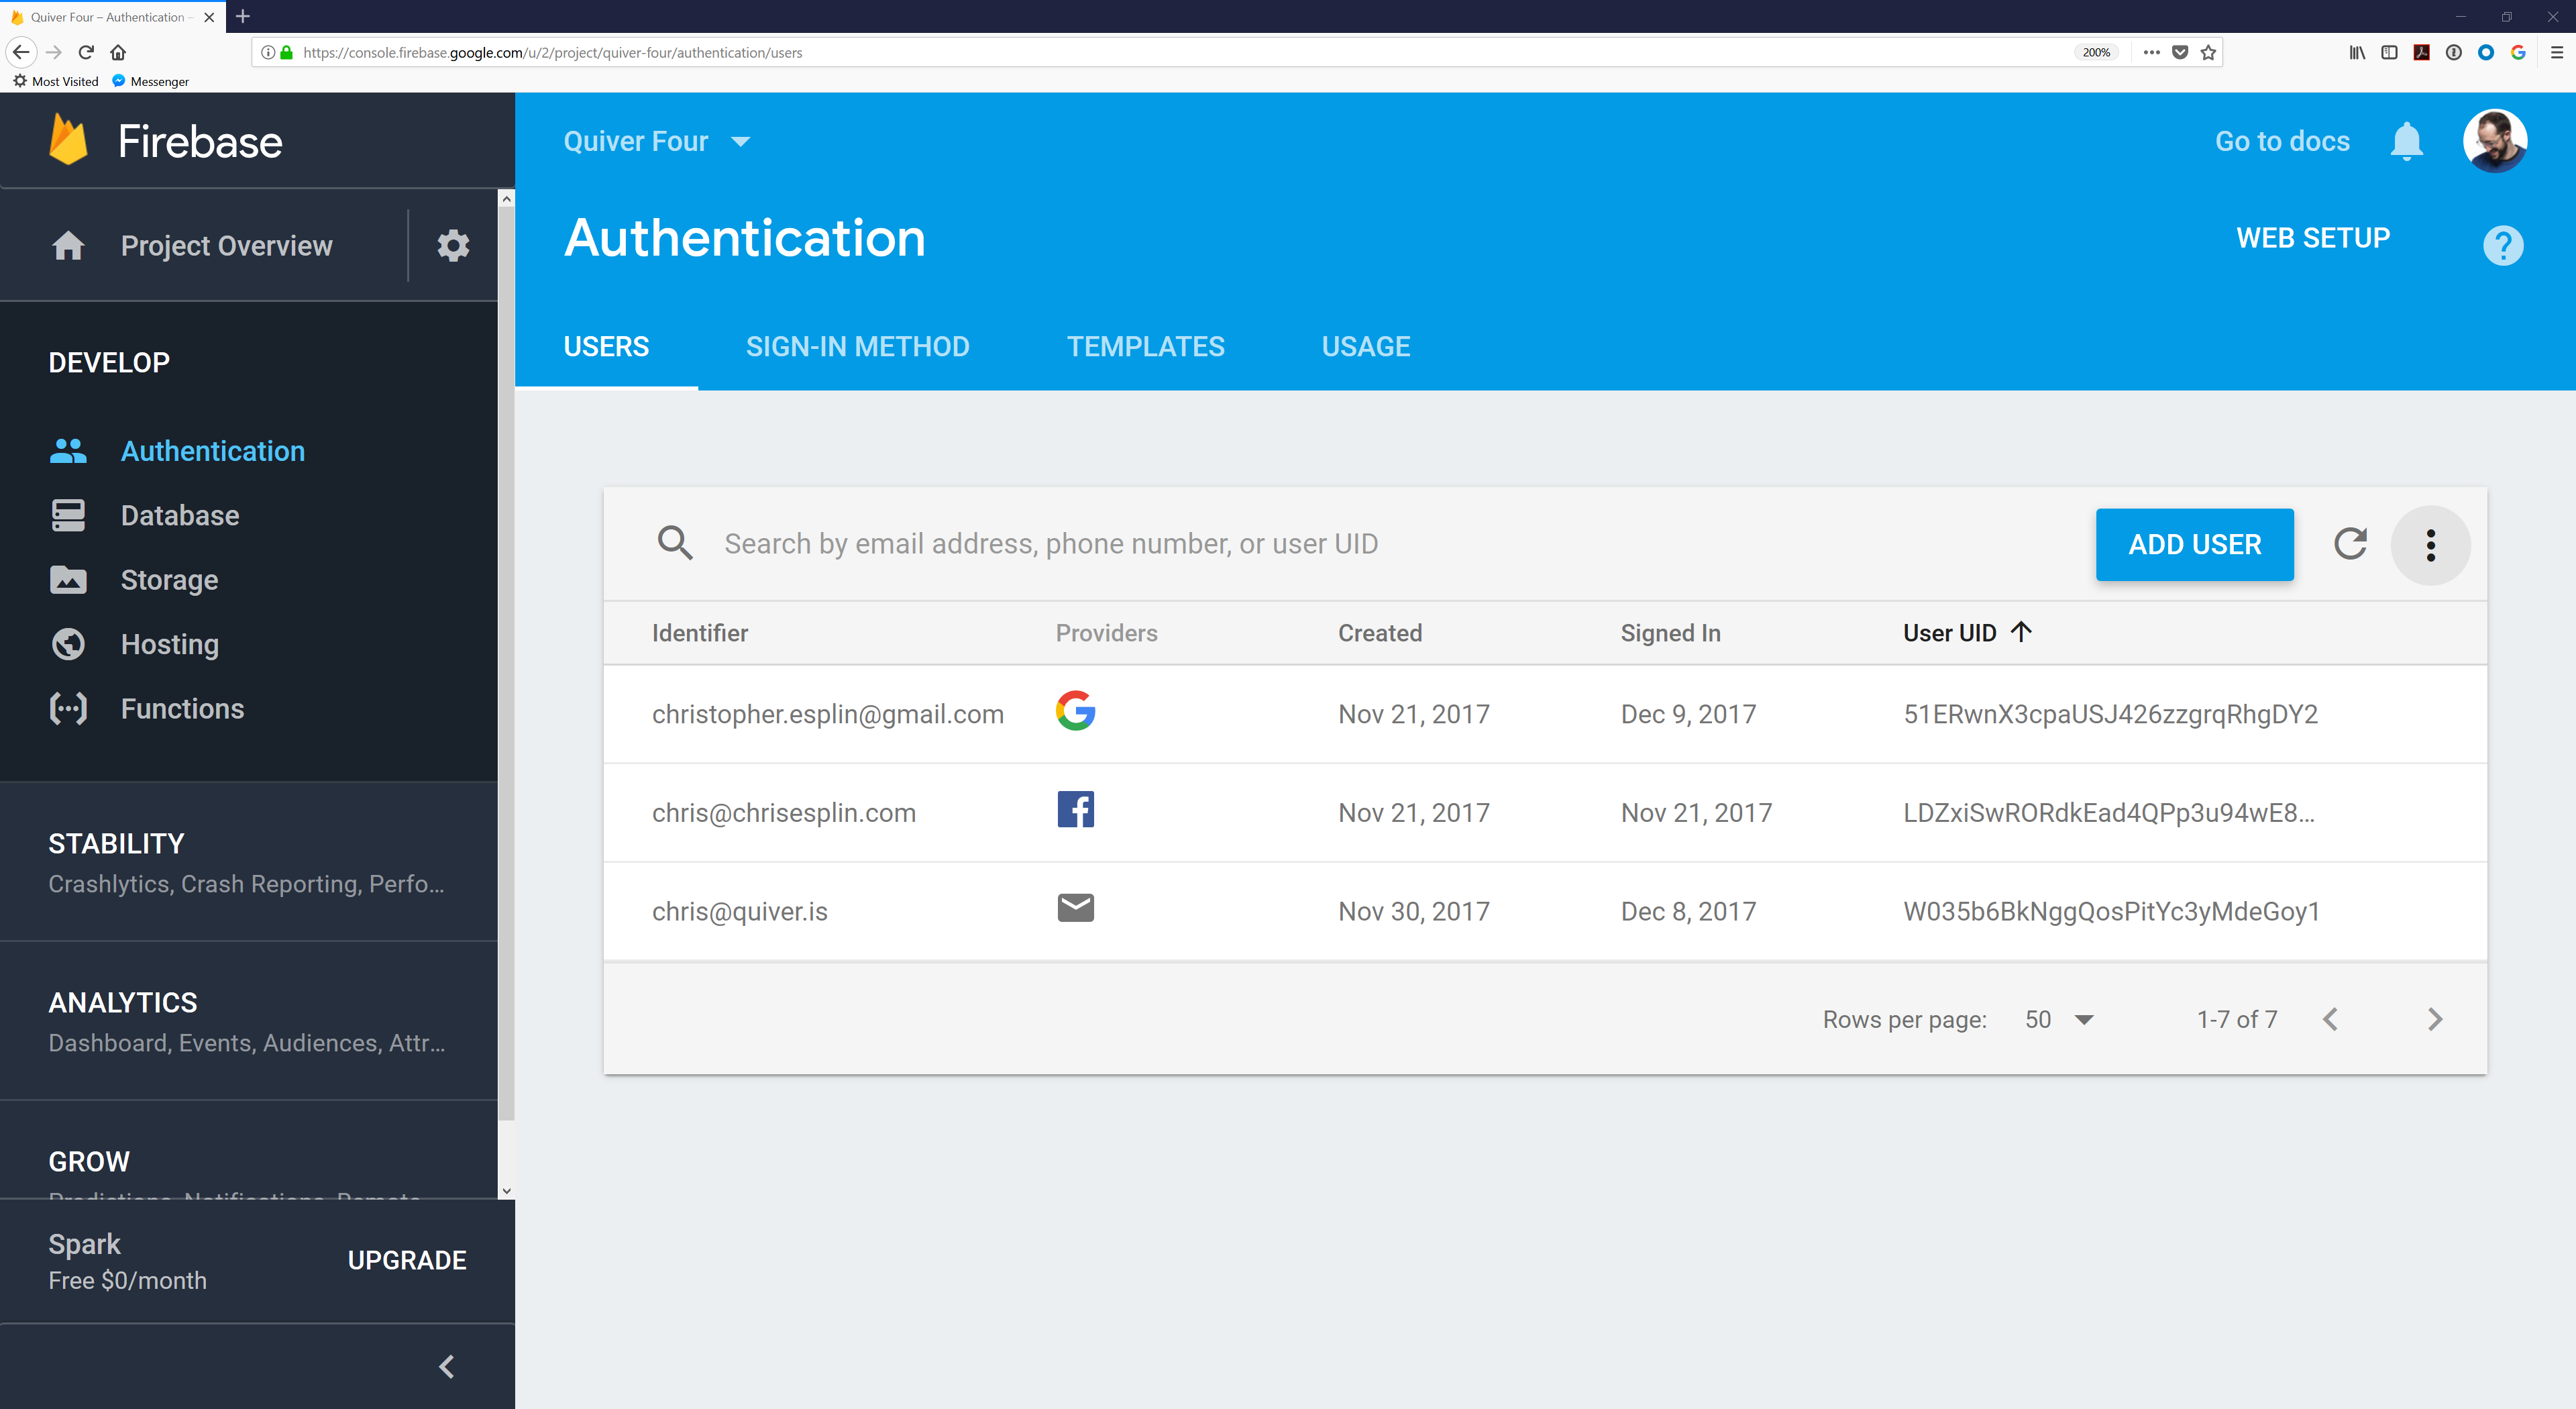 Quiver Four – Authentication –
https://console.firebase.google.com/u/2/project/quiver-four/authentication/users
200%
Most Visited
Messenger
Firebase
Quiver Four
Go to docs
Project Overview
Authentication
WEB SETUP
USERS
SIGN-IN METHOD
TEMPLATES
USAGE
DEVELOP
Authentication
Database
Storage
Hosting
Functions
STABILITY
Crashlytics, Crash Reporting, Perfo...
ANALYTICS
Dashboard, Events, Audiences, Attr...
GROW
Predictions, Notifications, Remote
Spark
Free $0/month
UPGRADE
Search by email address, phone number, or user UID
ADD USER
Identifier Providers Created Signed In User UID
christopher.esplin@gmail.com Nov 21, 2017 Dec 9, 2017 51ERwnX3cpaUSJ426zzgrqRhgDY2
chris@chrisesplin.com Nov 21, 2017 Nov 21, 2017 LDZxiSwRORdkEad4QPp3u94wE8...
chris@quiver.is Nov 30, 2017 Dec 8, 2017 W035b6BkNggQosPitYc3yMdeGoy1
Rows per page: 50 1-7 of 7